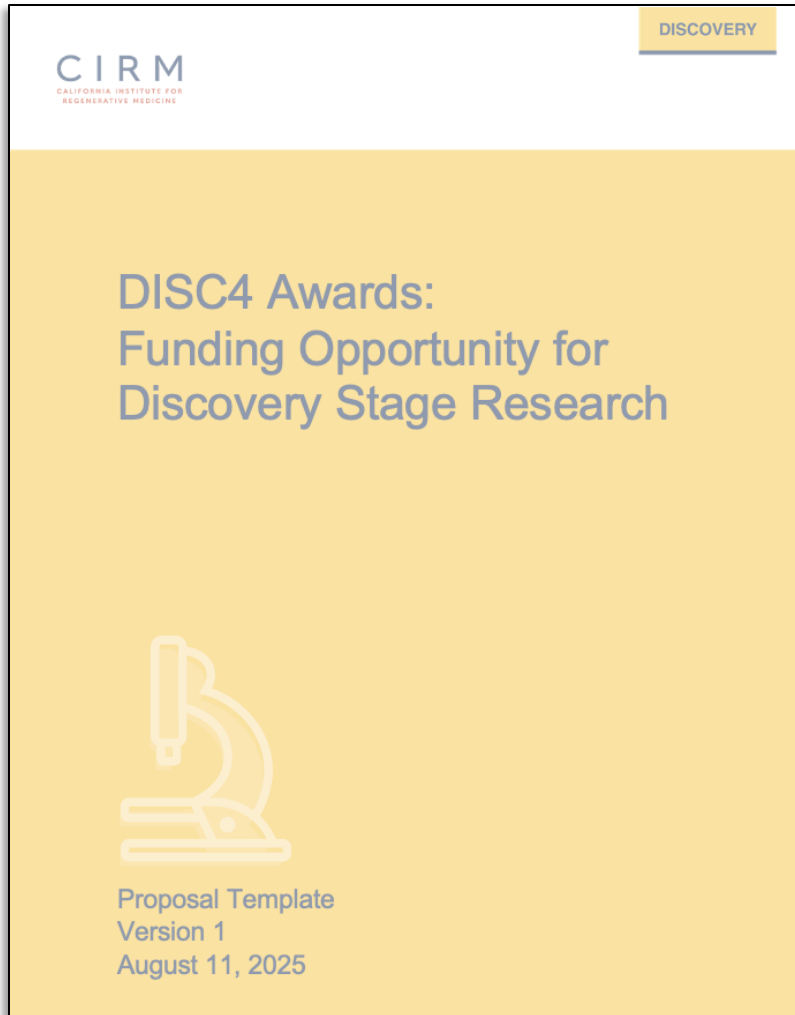 DISCOVERY
CIRM
CALIFORNIA INSTITUTE FOR
REGENERATIVE MEDICINE
DISC4 Awards:
Funding Opportunity for
Discovery Stage Research
Proposal Template
Version 1
August 11, 2025